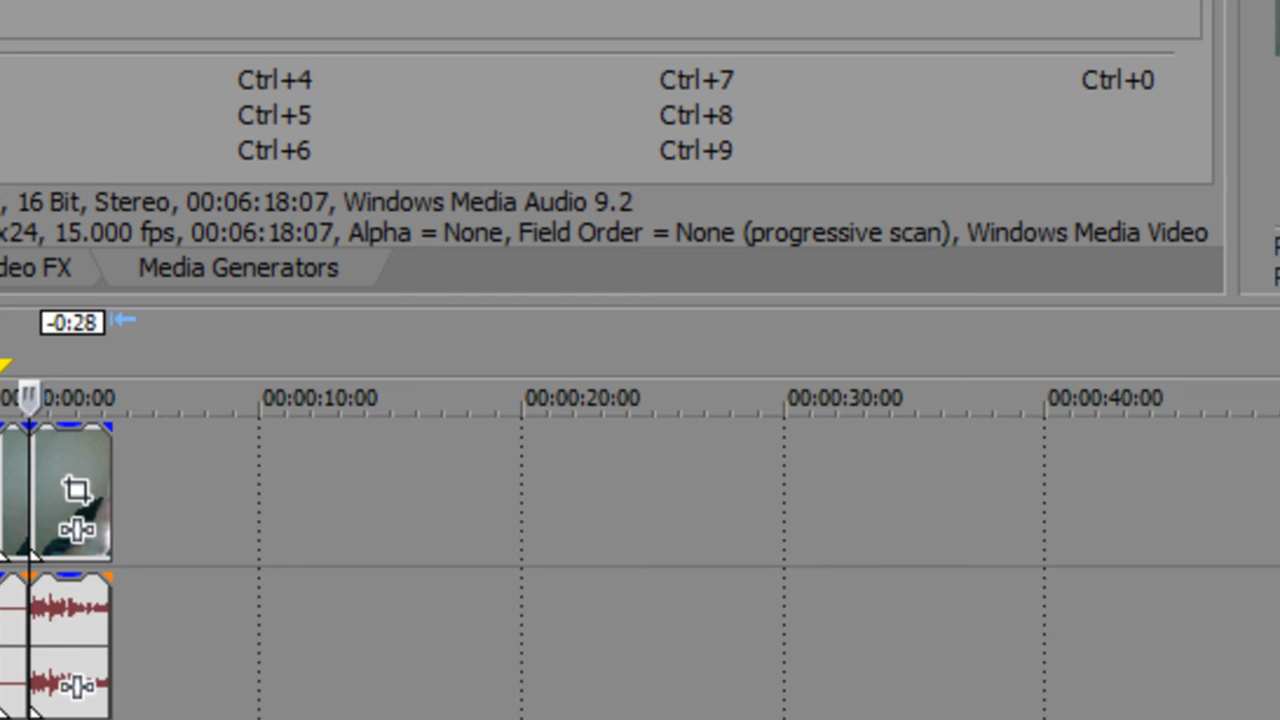 Ctrl+4 Ctrl+7 Ctrl+0
Ctrl+5 Ctrl+8
Ctrl+6 Ctrl+9
, 16 Bit, Stereo, 00:06:18:07, Windows Media Audio 9.2
x24, 15.000 fps, 00:06:18:07, Alpha = None, Field Order = None (progressive scan), Windows Media Video
deo FX Media Generators
-0:28
0:00:00 00:00:10:00 00:00:20:00 00:00:30:00 00:00:40:00